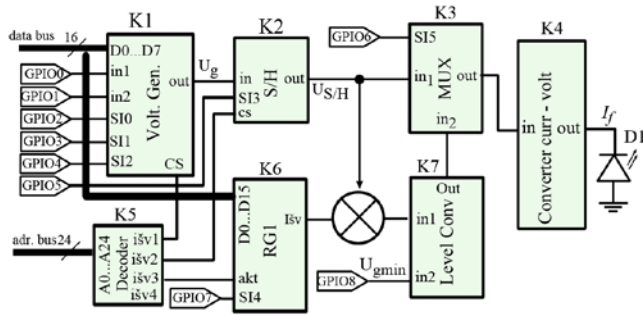 K1
K2
K3
K4
K5
K6
K7
data bus
16
D0...D7
in1
in2
SI0
SI1
SI2
out
CS
Volt. Gen.
GPIO0
GPIO1
GPIO2
GPIO3
GPIO4
GPIO5
Ug
in
SI3
cs
S/H
out
US/H
GPIO6
SI5
in1
in2
MUX
out
in
Converter curr - volt
out
If
D1
adr. bus24
A0...A24
Decoder
išv1
išv2
išv3
išv4
D0...D15
RG1
Išv
akt
SI4
GPIO7
Out
in1
in2
Level Conv
Ugmin
GPIO8